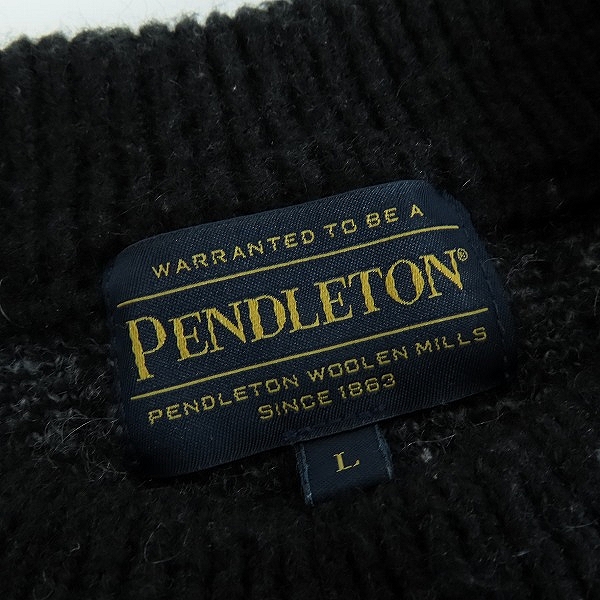 WARRANTED TO BE A
PENDLETON®
PENDLETON WOOLEN MILLS
SINCE 1863
L